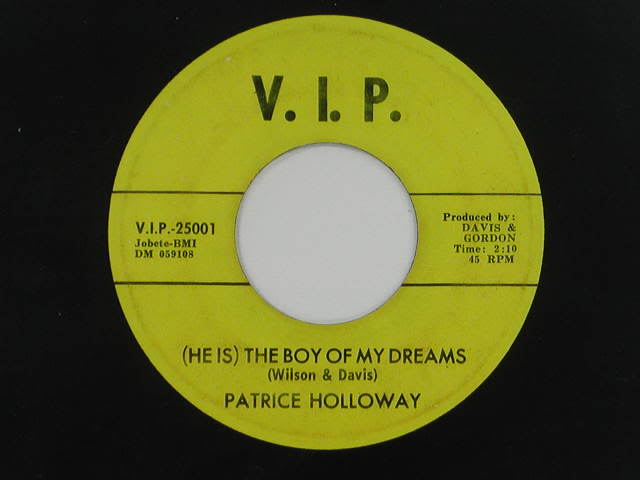 V. I. P.
V.I.P.-25001
Jobete-BMI
DM 059108
Produced by:
DAVIS &
GORDON
Time: 2:10
45 RPM
(HE IS) THE BOY OF MY DREAMS
(Wilson & Davis)
PATRICE HOLLOWAY